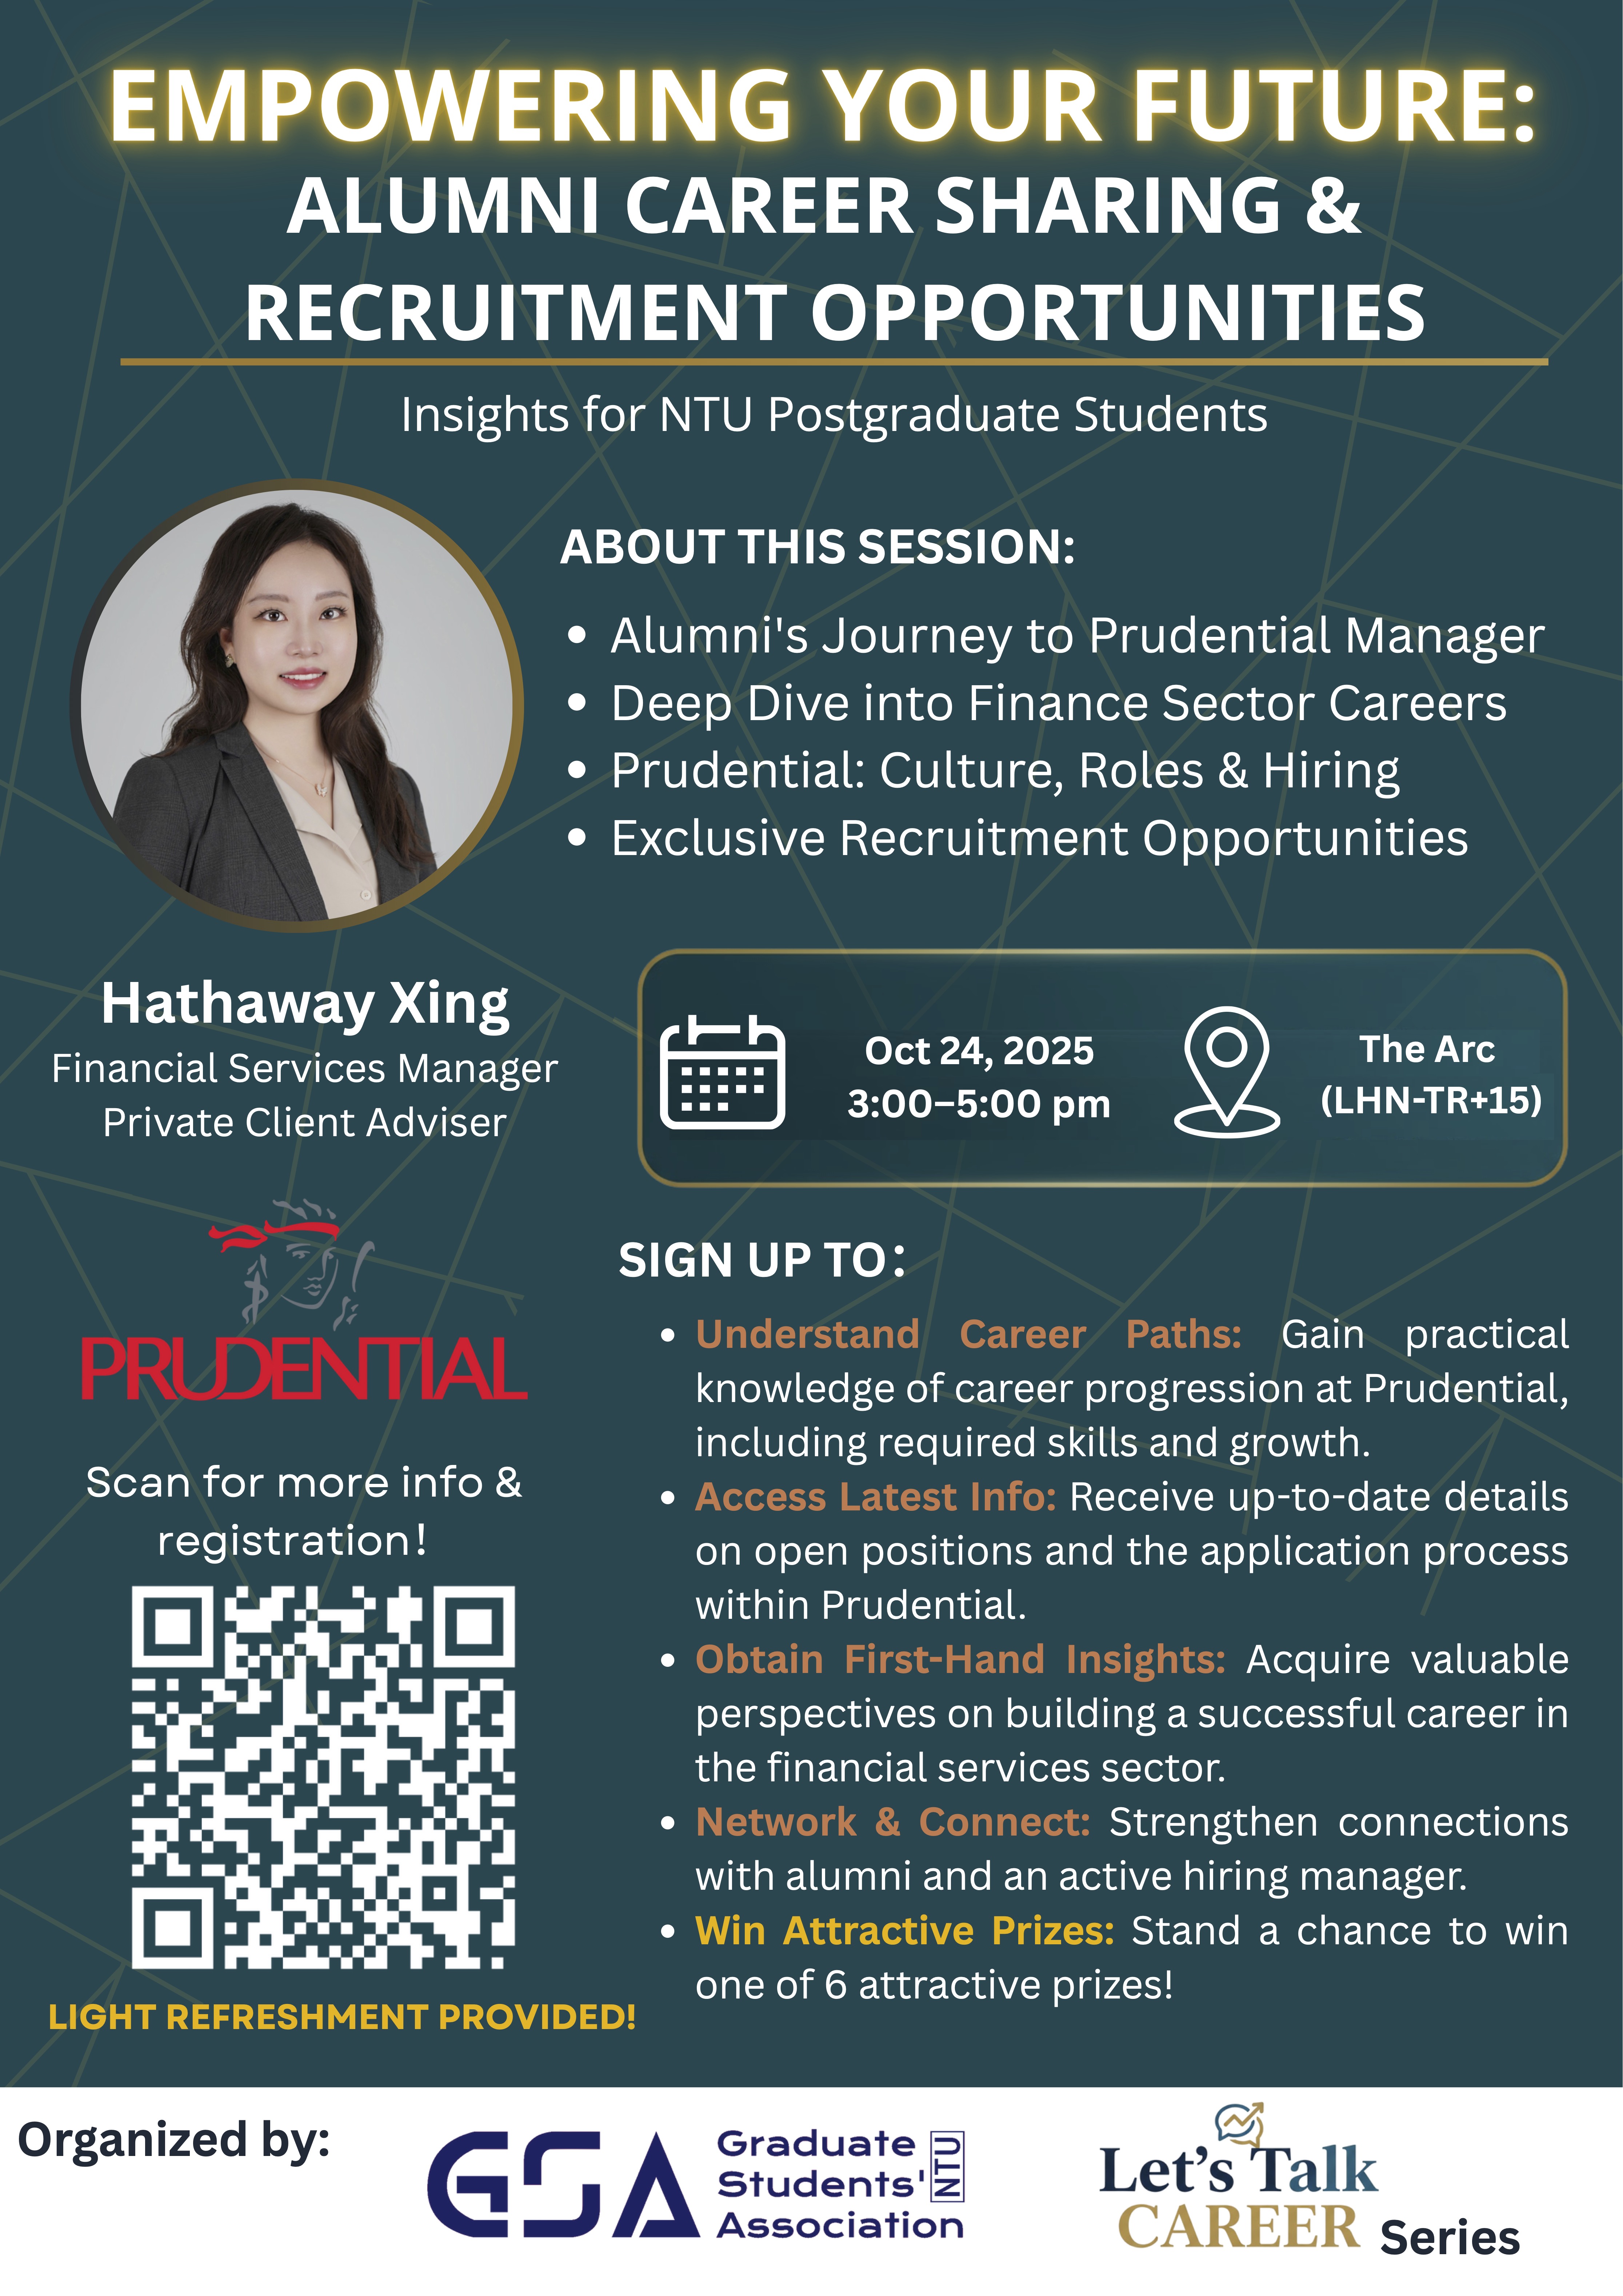 EMPOWERING YOUR FUTURE:
ALUMNI CAREER SHARING &
RECRUITMENT OPPORTUNITIES
Insights for NTU Postgraduate Students
ABOUT THIS SESSION:
• Alumni's Journey to Prudential Manager
• Deep Dive into Finance Sector Careers
• Prudential: Culture, Roles & Hiring
• Exclusive Recruitment Opportunities
Hathaway Xing
Financial Services Manager
Private Client Adviser
Oct 24, 2025
3:00–5:00 pm
The Arc
(LHN-TR+15)
PRUDENTIAL
Scan for more info &
registration!
LIGHT REFRESHMENT PROVIDED!
SIGN UP TO:
• Understand Career Paths: Gain practical
knowledge of career progression at Prudential,
including required skills and growth.
• Access Latest Info: Receive up-to-date details
on open positions and the application process
within Prudential.
• Obtain First-Hand Insights: Acquire valuable
perspectives on building a successful career in
the financial services sector.
• Network & Connect: Strengthen connections
with alumni and an active hiring manager.
• Win Attractive Prizes: Stand a chance to win
one of 6 attractive prizes!
Organized by:
GSA
Graduate
Students'
Association
NTU
Let's Talk
CAREER Series